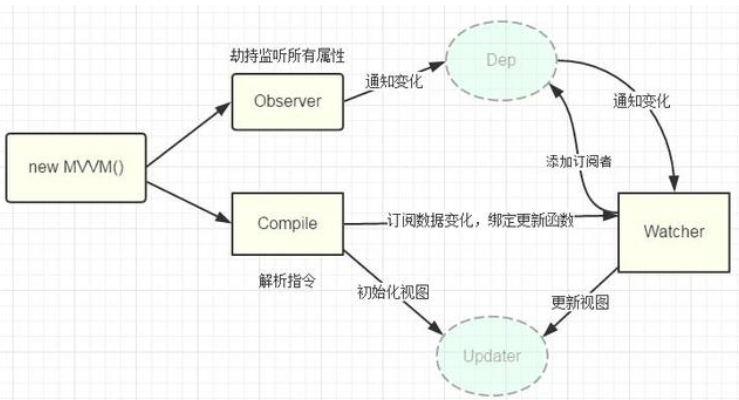 劫持监听所有属性
Observer
通知变化
Dep
通知变化
new MVVM()
添加订阅者
Compile
订阅数据变化，绑定更新函数
Watcher
解析指令
初始化视图
更新视图
Updater